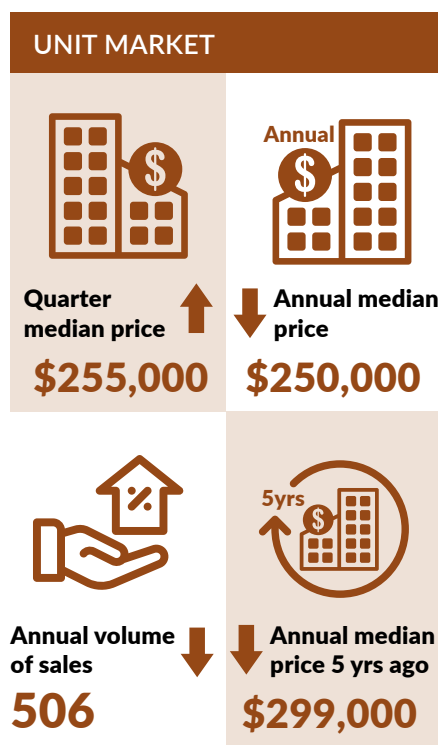 UNIT MARKET
$
Quarter
median price
$255,000
Annual
$
Annual median
price
$250,000
%
Annual volume
of sales
506
5yrs
$
Annual median
price 5 yrs ago
$299,000